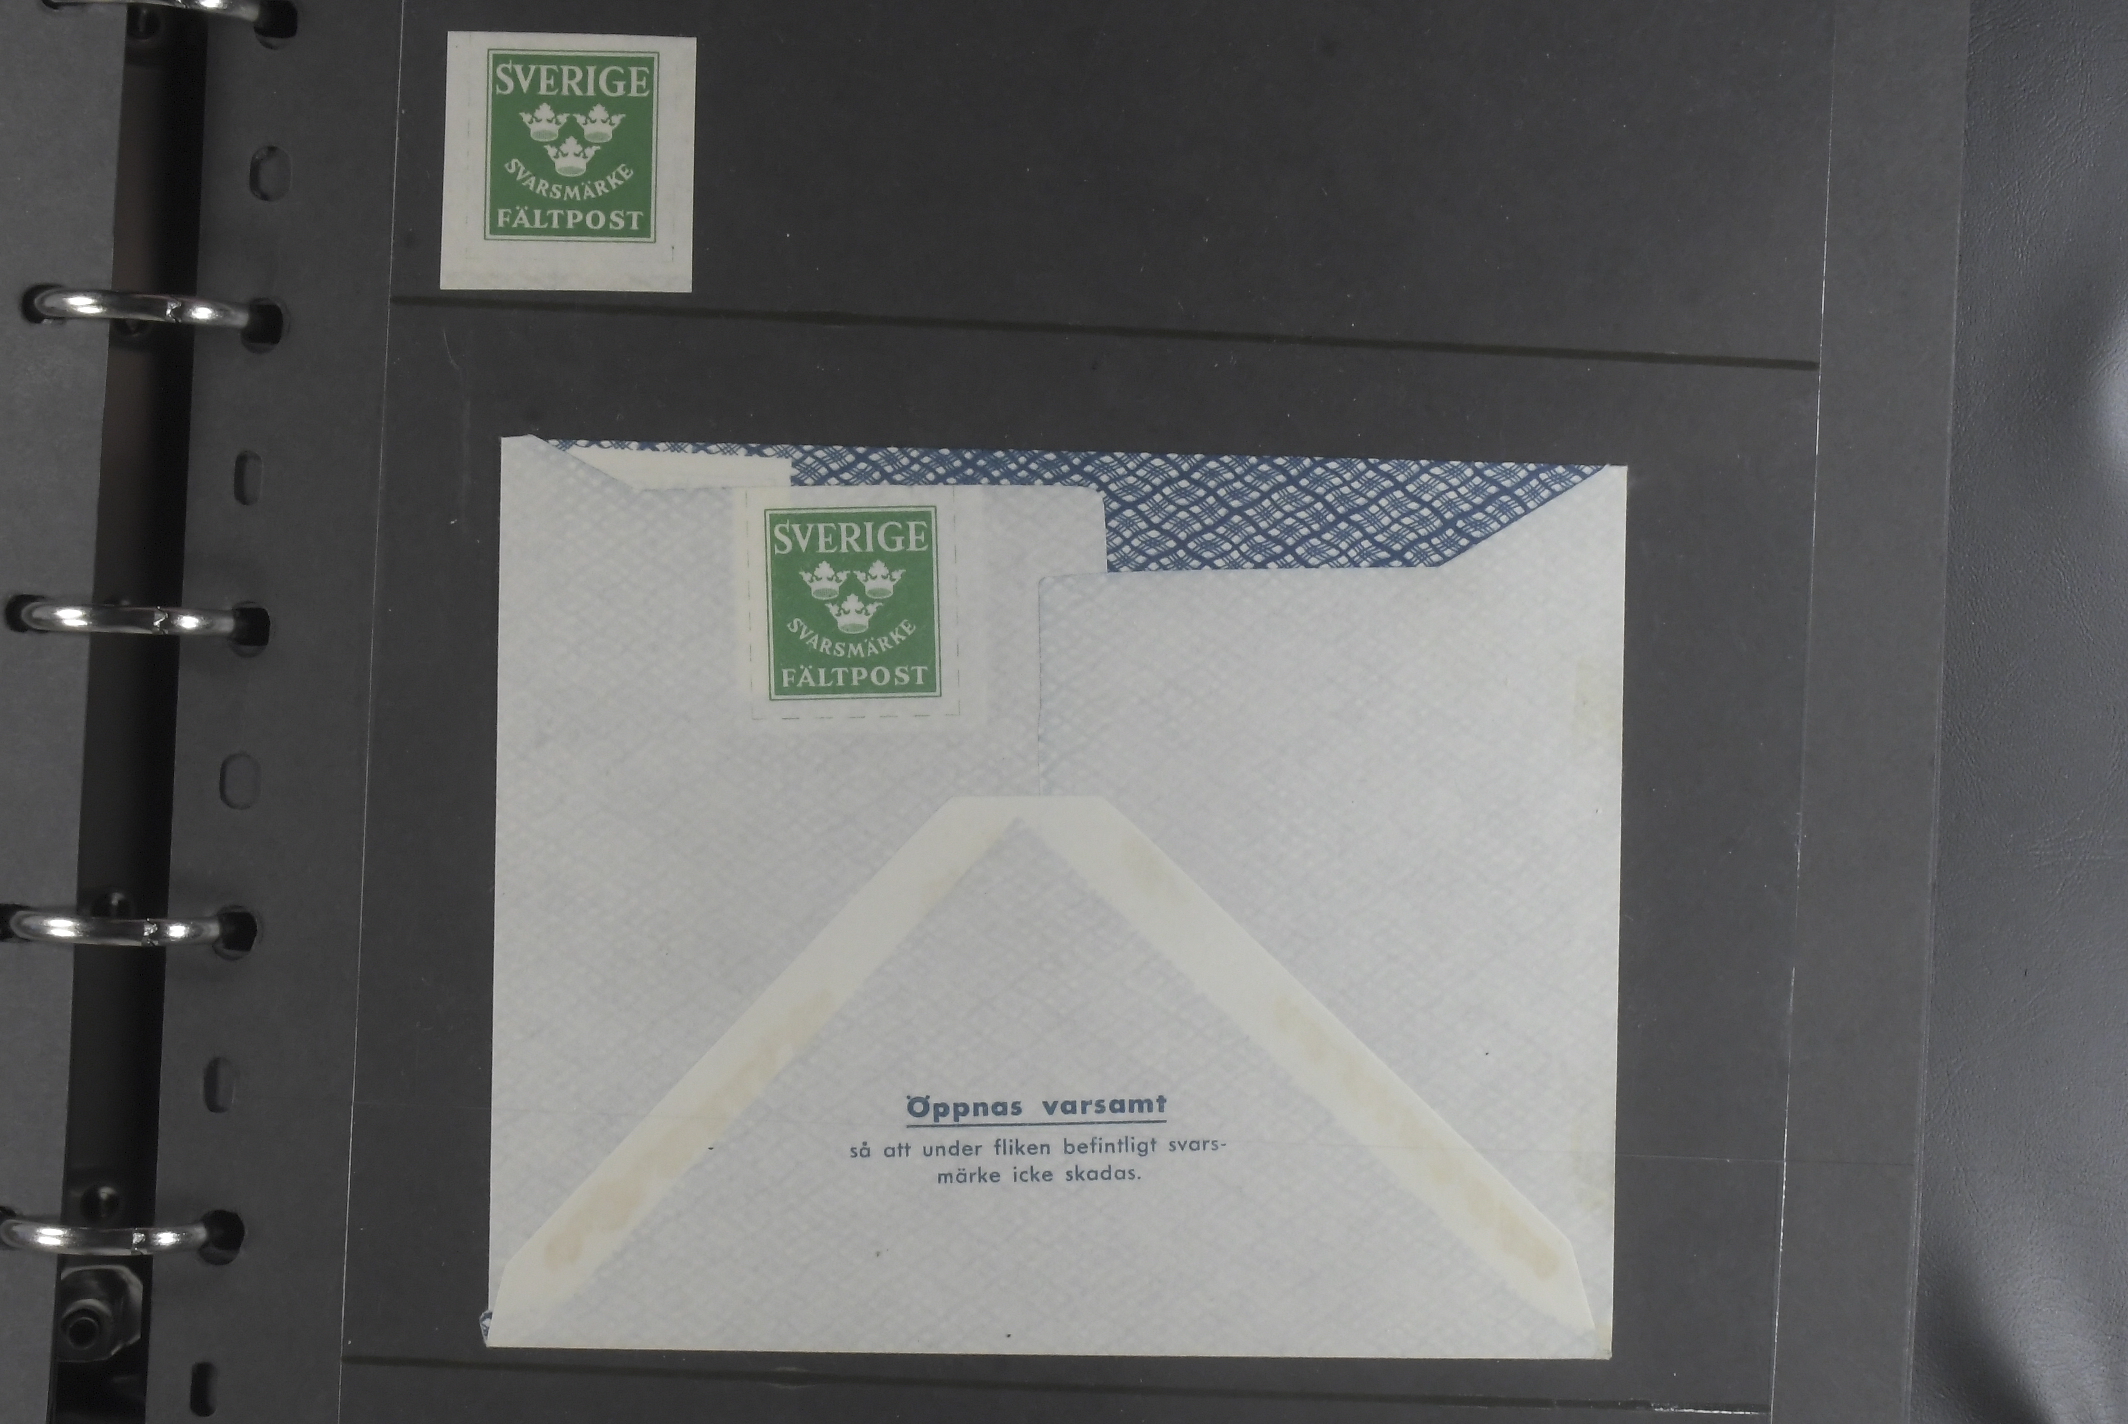 SVERIGE
SVARSMÄRKE
FÄLTPOST
SVERIGE
SVARSMÄRKE
FÄLTPOST
Öppnas varsamt
så att under fliken befintligt svars-
märke icke skadas.